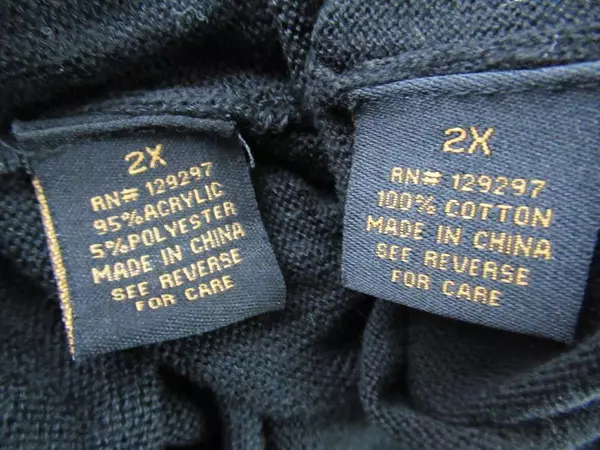 2X
RN# 129297
95% ACRYLIC
5% POLYESTER
MADE IN CHINA
SEE REVERSE
FOR CARE
2X
RN# 129297
100% COTTON
MADE IN CHINA
SEE REVERSE
FOR CARE